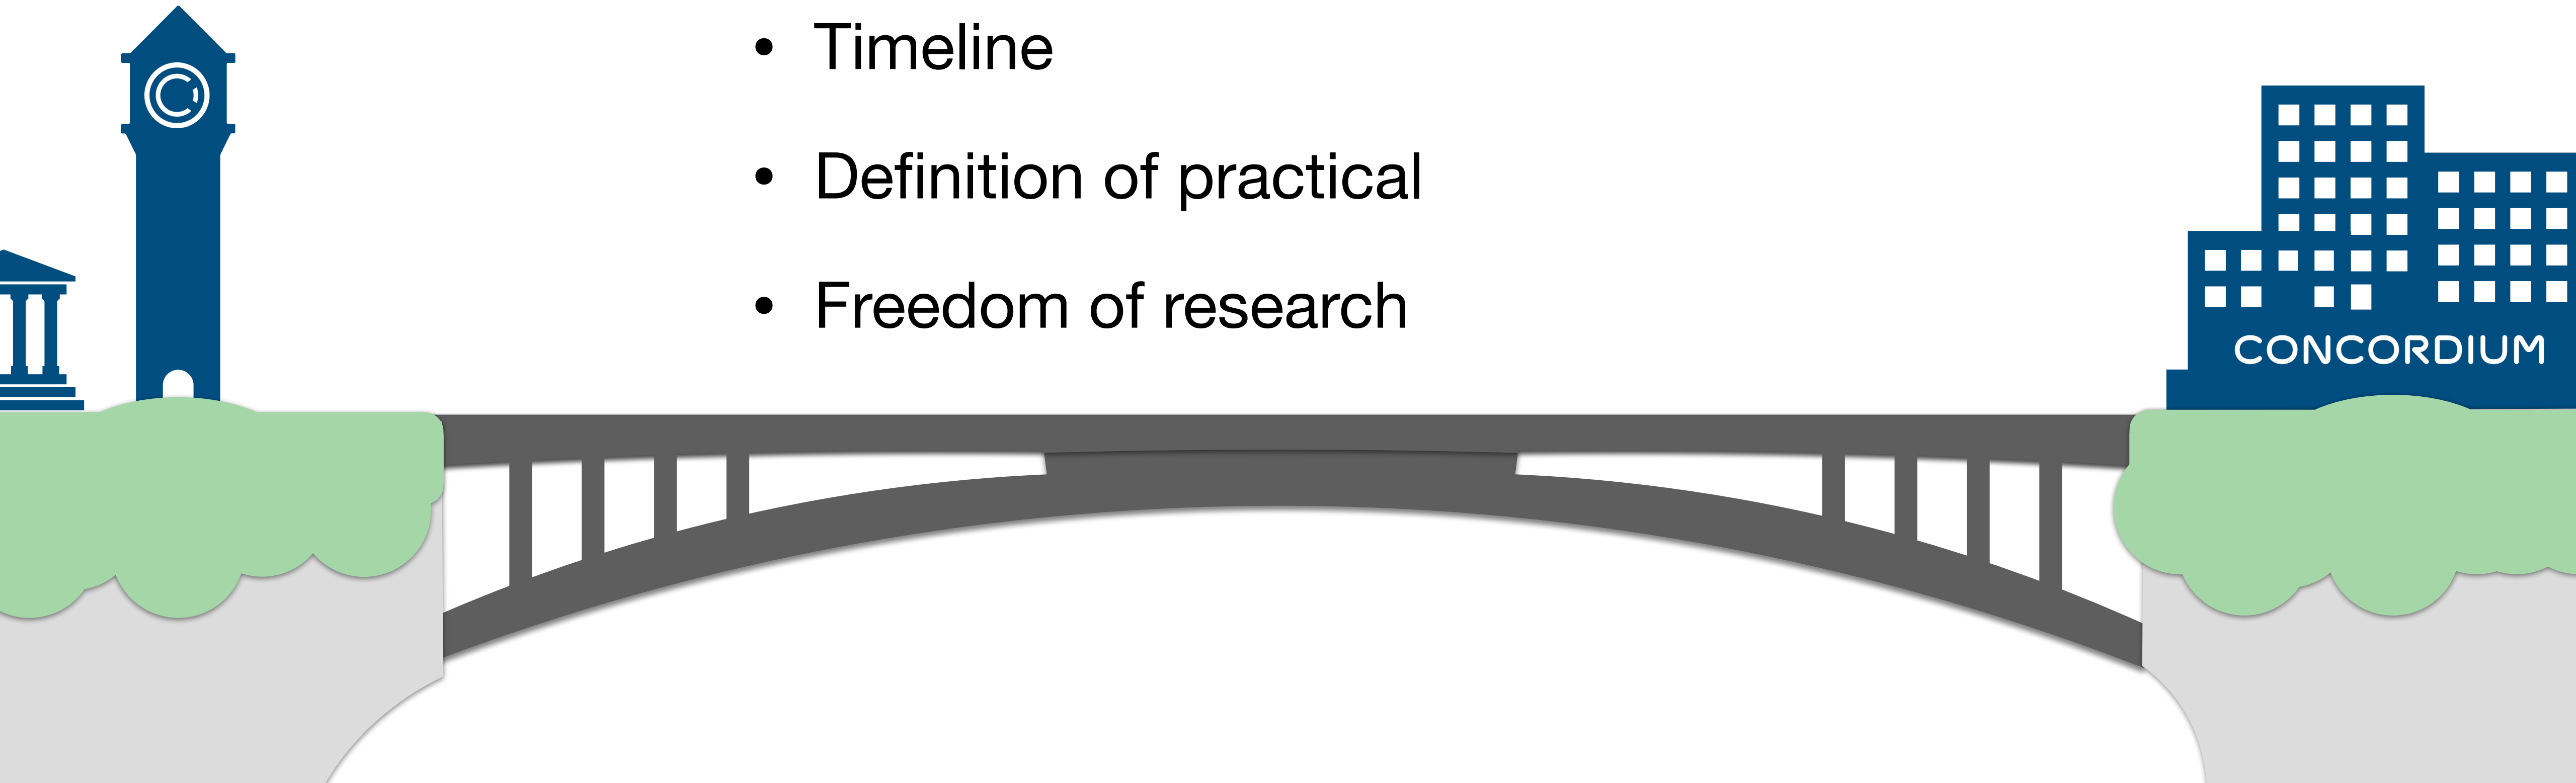 • Timeline
• Definition of practical
• Freedom of research
CONCORDIUM